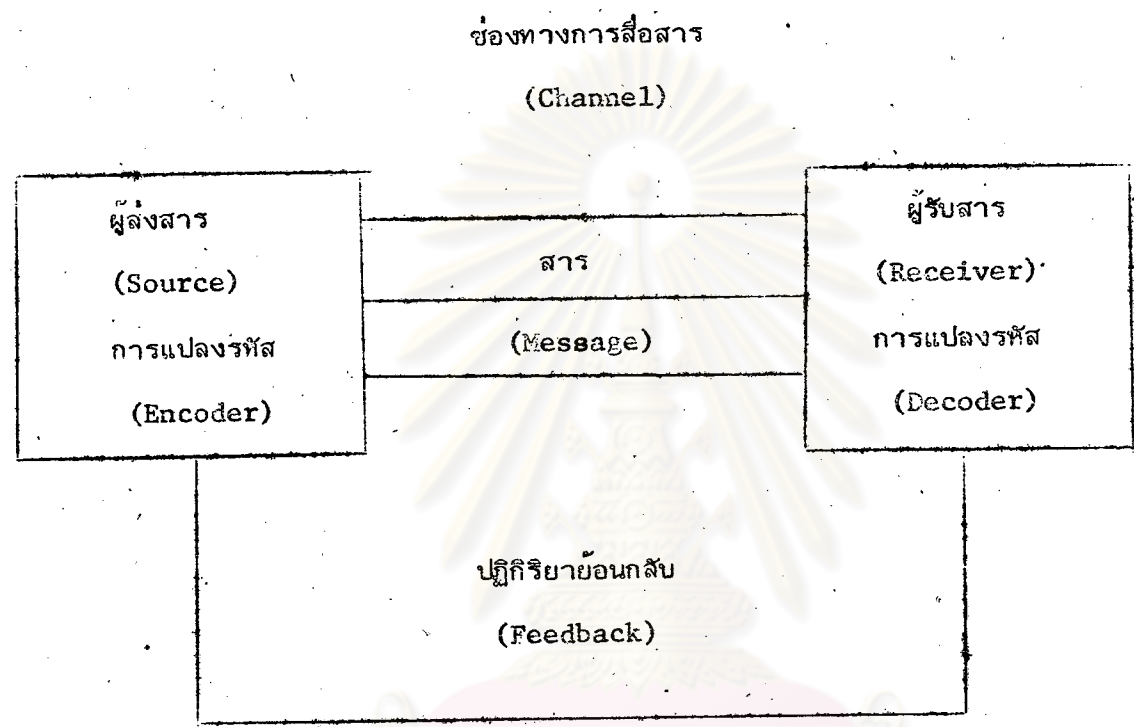 ช่องทางการสื่อสาร
(Channel)
ผู้ส่งสาร
(Source)
การแปลงรหัส
(Encoder)
สาร
(Message)
ผู้รับสาร
(Receiver)
การแปลงรหัส
(Decoder)
ปฏิกิริยาย้อนกลับ
(Feedback)